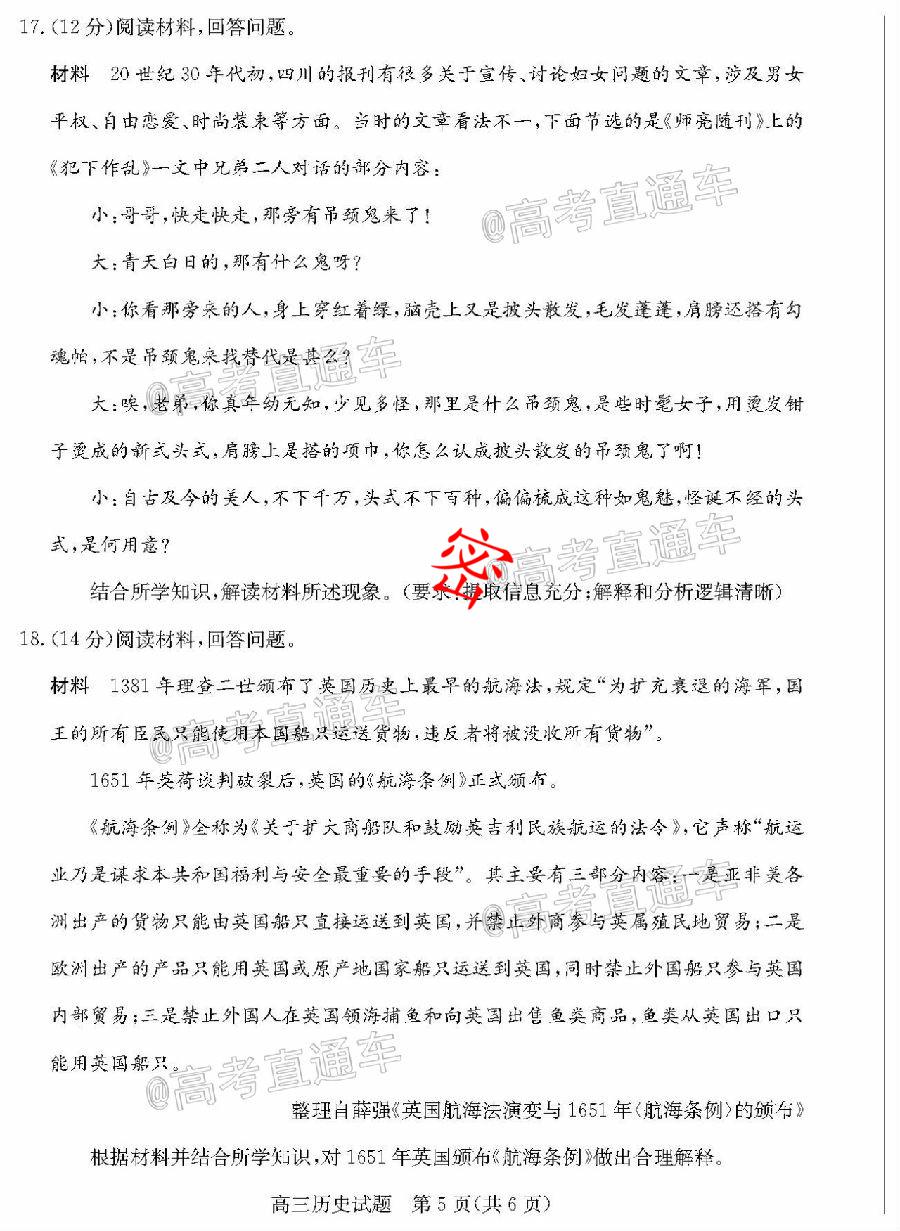 17.(12分)阅读材料,回答问题。
材料 20世纪30年代初,四川的报刊有很多关于宣传、讨论妇女问题的文章,涉及男女
平权、自由恋爱、时尚装束等方面。当时的文章看法不一,下面节选的是《师亮随刊》上的
《犯下作乱》一文中兄弟二人对话的部分内容:
小:哥哥,快走快走,那旁有吊颈鬼来了!
@高考直通车
大:青天白日的,那有什么鬼呀?
小:你看那旁来的人,身上穿红着绿,脑壳上又是披头散发,毛发蓬蓬,肩膀还搭有勾
魂帕,不是吊颈鬼来找替代是甚么?
@高考直通车
大:唉,老弟,你真年幼无知,少见多怪,那里是什么吊颈鬼,是些时髦女子,用烫发钳
子烫成的新式头式,肩膀上是搭的项巾,你怎么认成披头散发的吊颈鬼了啊!
小:自古及今的美人,不下千万,头式不下百种,偏偏梳成这种如鬼魅,怪诞不经的头
式,是何用意?
密
@高考直通车
结合所学知识,解读材料所述现象。(要求:提取信息充分;解释和分析逻辑清晰)
18.(14分)阅读材料,回答问题。
材料 1381年理查二世颁布了英国历史上最早的航海法,规定“为扩充衰退的海军,国
王的所有臣民只能使用本国船只运送货物,违反者将被没收所有货物”。
@高考直通车
1651年英荷谈判破裂后,英国的《航海条例》正式颁布。
《航海条例》全称为《关于扩大商船队和鼓励英吉利民族航运的法令》,它声称“航运
业乃是谋求本共和国福利与安全最重要的手段”。其主要有三部分内容:一是亚非美各
洲出产的货物只能由英国船只直接运送到英国,并禁止外商参与英属殖民地贸易;二是
@高考直通车
欧洲出产的产品只能用英国或原产地国家船只运送到英国,同时禁止外国船只参与英国
内部贸易;三是禁止外国人在英国领海捕鱼和向英国出售鱼类商品,鱼类从英国出口只
能用英国船只。
@高考直通车
整理自薛强《英国航海法演变与1651年〈航海条例〉的颁布》
根据材料并结合所学知识,对1651年英国颁布《航海条例》做出合理解释。
高三历史试题 第5页(共6页)